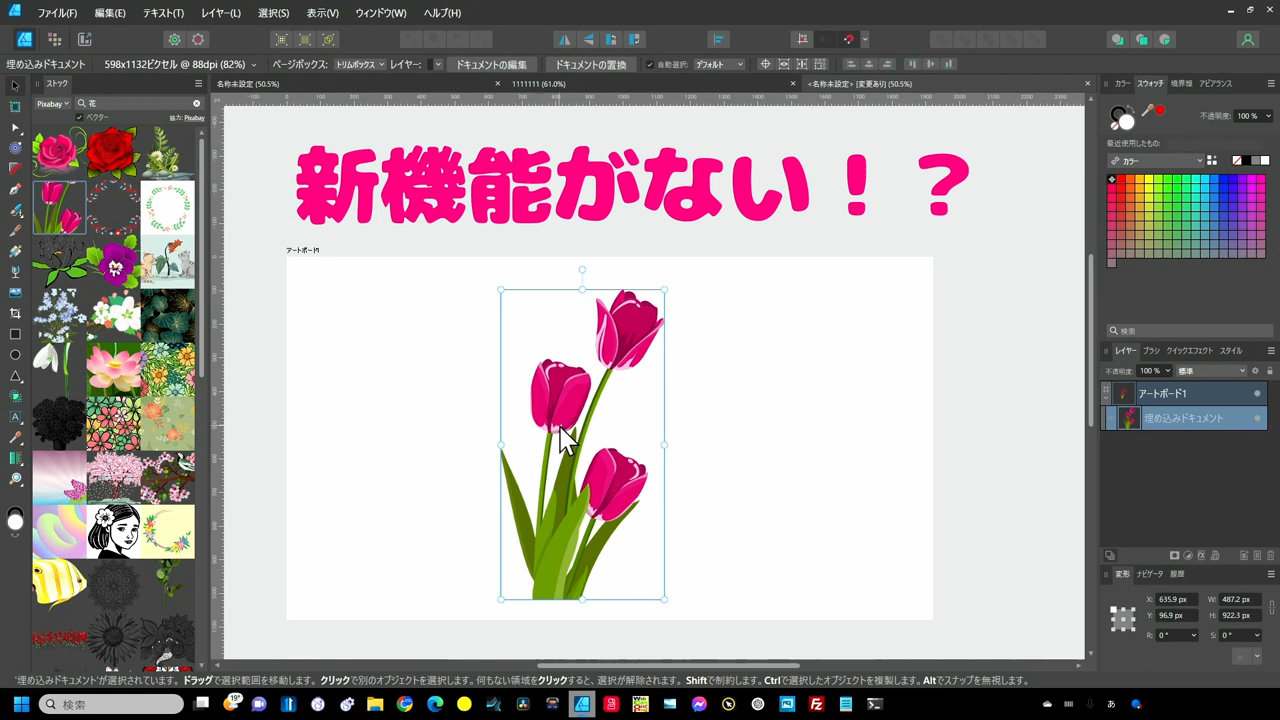 ファイル(F) 編集(E) テキスト(T) レイヤー(L) 選択(S) 表示(V) ウィンドウ(W) ヘルプ(H)
埋め込みドキュメント 598x1132ピクセル @ 88dpi (82%) ページボックス: トリムボックス レイヤー: ドキュメントの編集 ドキュメントの置換 自動選択: デフォルト
ストック
名称未設定 (50.5%)
1111111 (61.0%)
<名称未設定> [変更あり] (50.5%)
カラー スウォッチ 境界線 アピアランス
Pixabay 花
ベクター 協力: Pixabay
不透明度: 100 %
最近使用したもの:
カラー
新機能がない！？
アートボード1
検索
レイヤー ブラシ クイックエフェクト スタイル
不透明度: 100 % 標準
アートボード1
埋め込みドキュメント
変形 ナビゲータ 履歴
X: 635.9 px W: 487.2 px
Y: 96.9 px H: 922.3 px
R: 0 ° S: 0 °
'埋め込みドキュメント'が選択されています。 ドラッグで選択範囲を移動します。 クリックで別のオブジェクトを選択します。何もない領域をクリックすると、選択が解除されます。 Shiftで制約します。Ctrlで選択したオブジェクトを複製します。Altでスナップを無視します。
検索
19°
あ